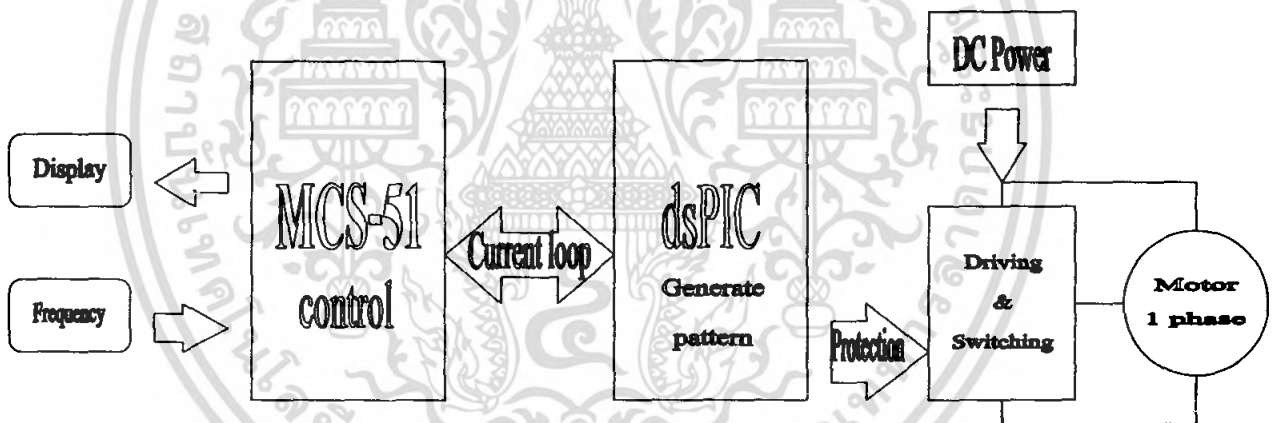 DC Power
Display
MCS-51
control
Current loop
dsPIC
Generate
pattern
Frequency
Protection
Driving
&
Switching
Motor
1 phase